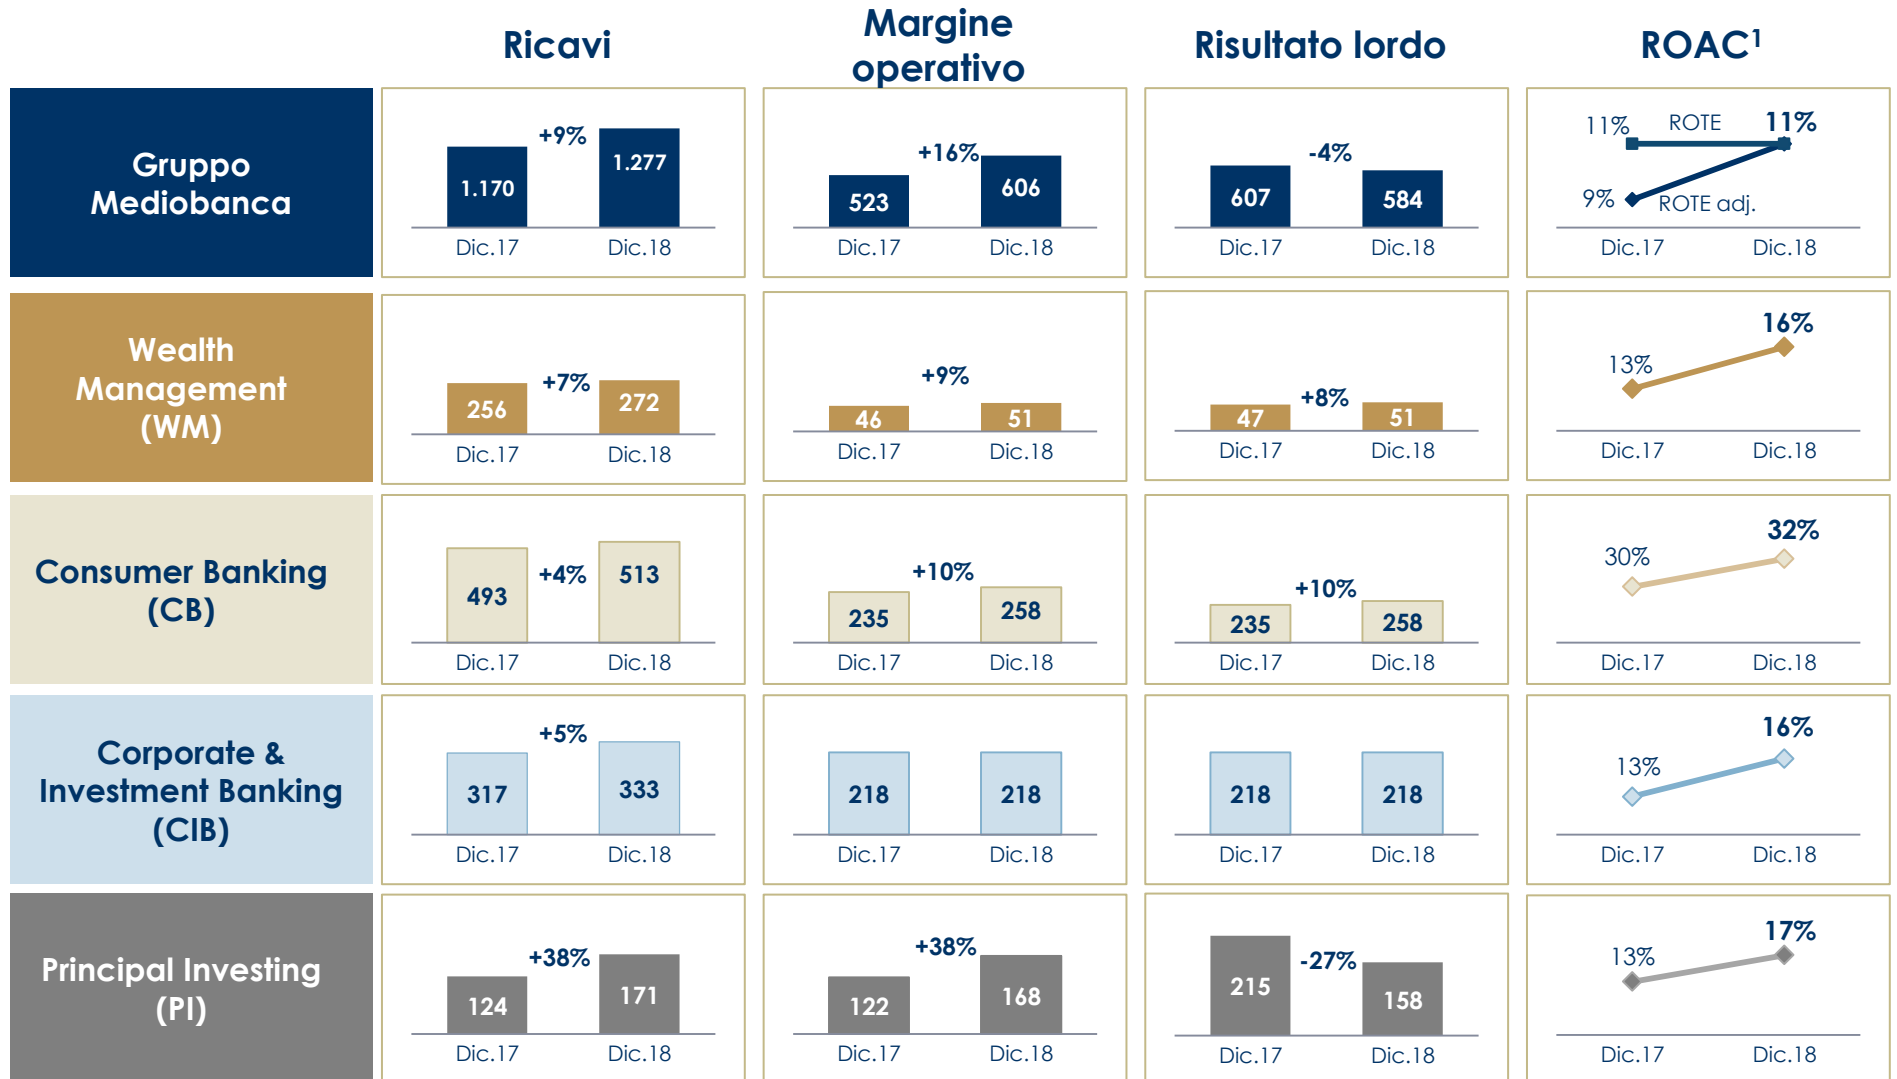 Ricavi
Margine
operativo
Risultato lordo
ROAC¹
Gruppo
Mediobanca
1.170
+9%
1.277
Dic.17
Dic.18
523
+16%
606
Dic.17
Dic.18
607
-4%
584
Dic.17
Dic.18
11%
ROTE
11%
9%
ROTE adj.
Dic.17
Dic.18
Wealth
Management
(WM)
256
+7%
272
Dic.17
Dic.18
46
+9%
51
Dic.17
Dic.18
47
+8%
51
Dic.17
Dic.18
13%
16%
Dic.17
Dic.18
Consumer Banking
(CB)
493
+4%
513
Dic.17
Dic.18
235
+10%
258
Dic.17
Dic.18
235
+10%
258
Dic.17
Dic.18
30%
32%
Dic.17
Dic.18
Corporate &
Investment Banking
(CIB)
317
+5%
333
Dic.17
Dic.18
218
218
Dic.17
Dic.18
218
218
Dic.17
Dic.18
13%
16%
Dic.17
Dic.18
Principal Investing
(PI)
124
+38%
171
Dic.17
Dic.18
122
+38%
168
Dic.17
Dic.18
215
-27%
158
Dic.17
Dic.18
13%
17%
Dic.17
Dic.18